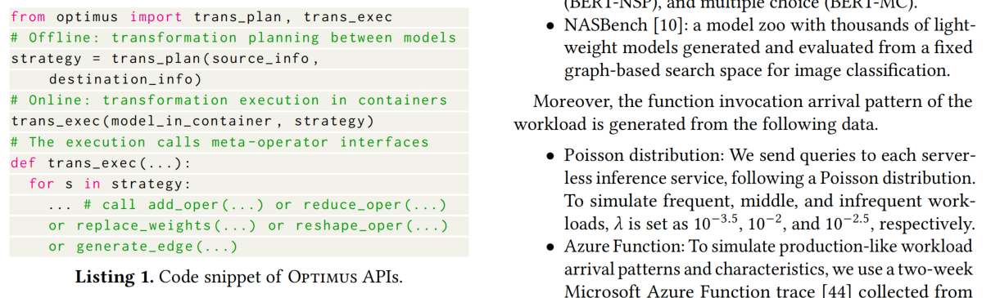 from optimus import trans_plan, trans_exec
# Offline: transformation planning between models
strategy = trans_plan(source_info,
    destination_info)
# Online: transformation execution in containers
trans_exec(model_in_container, strategy)
# The execution calls meta-operator interfaces
def trans_exec(...):
  for s in strategy:
    ... # call add_oper(...) or reduce_oper(...)
    or replace_weights(...) or reshape_oper(...)
    or generate_edge(...)
Listing 1. Code snippet of OPTIMUS APIs.
(BERT-NSP), and multiple choice (BERT-MC).
• NASBench [10]: a model zoo with thousands of light-
weight models generated and evaluated from a fixed
graph-based search space for image classification.
Moreover, the function invocation arrival pattern of the
workload is generated from the following data.
• Poisson distribution: We send queries to each server-
less inference service, following a Poisson distribution.
To simulate frequent, middle, and infrequent work-
loads, λ is set as 10⁻³·⁵, 10⁻², and 10⁻²·⁵, respectively.
• Azure Function: To simulate production-like workload
arrival patterns and characteristics, we use a two-week
Microsoft Azure Function trace [44] collected from